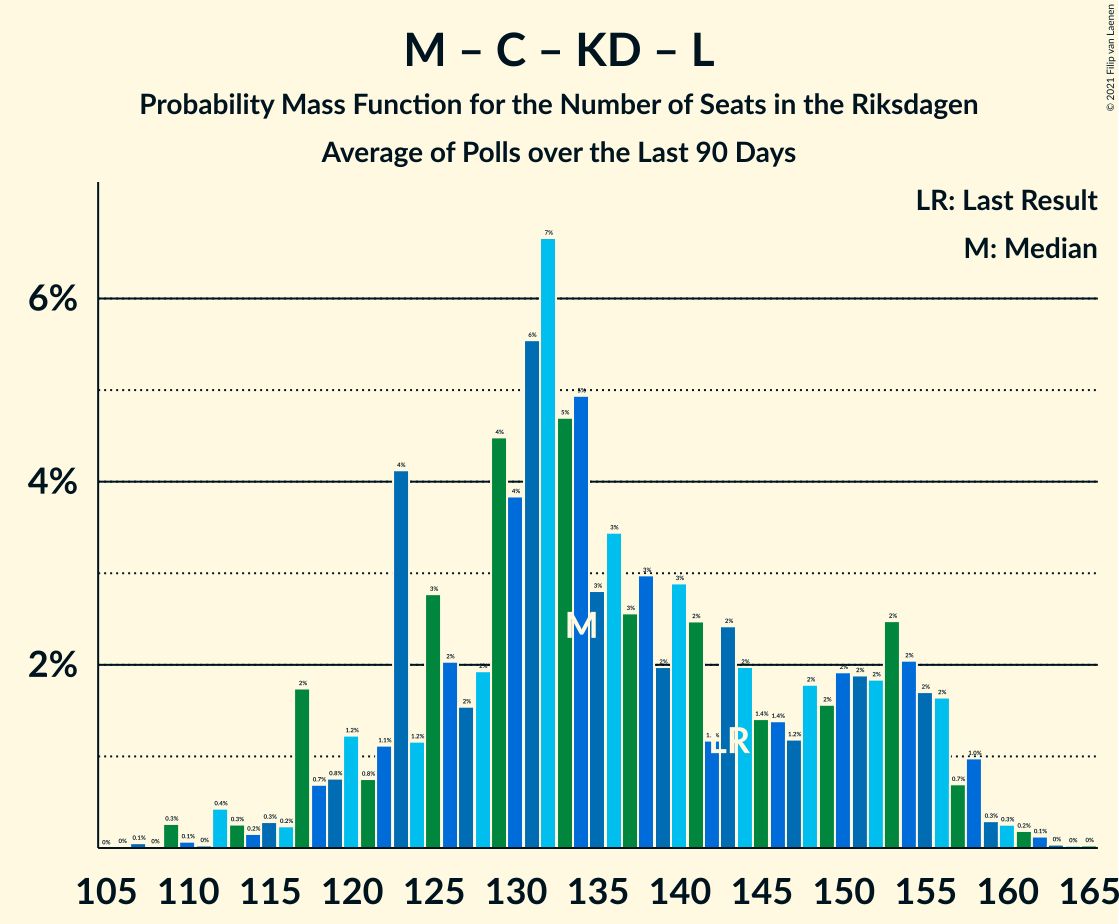 M – C – KD – L
Probability Mass Function for the Number of Seats in the Riksdagen
Average of Polls over the Last 90 Days
© 2021 Filip van Laenen
LR: Last Result
M: Median
6%
4%
2%
0% 0% 0.1% 0% 0.3% 0.1% 0% 0.4% 0.3% 0.2% 0.3% 0.2% 2% 0.7% 0.8% 1.2% 0.8% 1.1% 4% 1.2% 3% 2% 2% 2% 4% 4% 6% 7% 5% 5% 3% 3% 3% 3% 2% 3% 2% 2% 2% 1.4% 1.4% 1.2% 2% 2% 2% 2% 2% 2% 2% 2% 2% 0.7% 1.0% 0.3% 0.3% 0.2% 0.1% 0% 0% 0%
M
LR
105 110 115 120 125 130 135 140 145 150 155 160 165